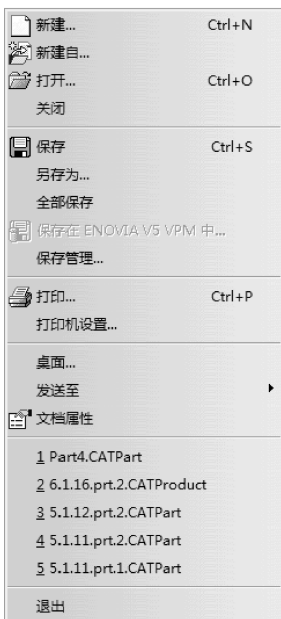 新建... Ctrl+N
新建自...
打开... Ctrl+O
关闭
保存 Ctrl+S
另存为...
全部保存
保存在 ENOVIA V5 VPM 中...
保存管理...
打印... Ctrl+P
打印机设置...
桌面...
发送至
文档属性
1 Part4.CATPart
2 6.1.16.prt.2.CATProduct
3 5.1.12.prt.2.CATPart
4 5.1.11.prt.2.CATPart
5 5.1.11.prt.1.CATPart
退出